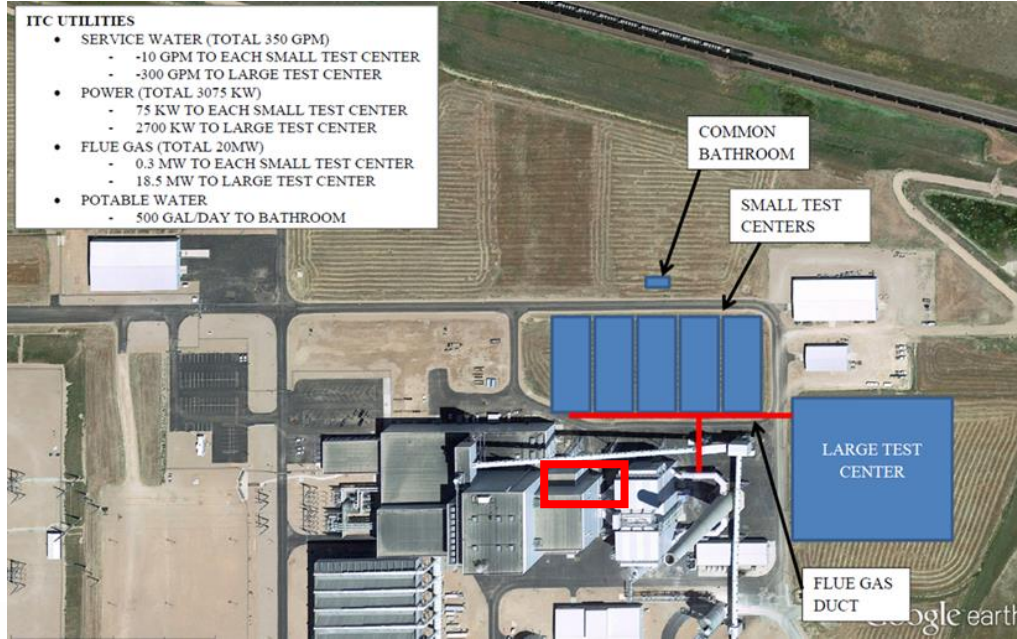 ITC UTILITIES
• SERVICE WATER (TOTAL 350 GPM)
- -10 GPM TO EACH SMALL TEST CENTER
- -300 GPM TO LARGE TEST CENTER
• POWER (TOTAL 3075 KW)
- 75 KW TO EACH SMALL TEST CENTER
- 2700 KW TO LARGE TEST CENTER
• FLUE GAS (TOTAL 20MW)
- 0.3 MW TO EACH SMALL TEST CENTER
- 18.5 MW TO LARGE TEST CENTER
• POTABLE WATER
- 500 GAL/DAY TO BATHROOM
COMMON
BATHROOM
SMALL TEST
CENTERS
LARGE TEST
CENTER
FLUE GAS
DUCT
oogle earth